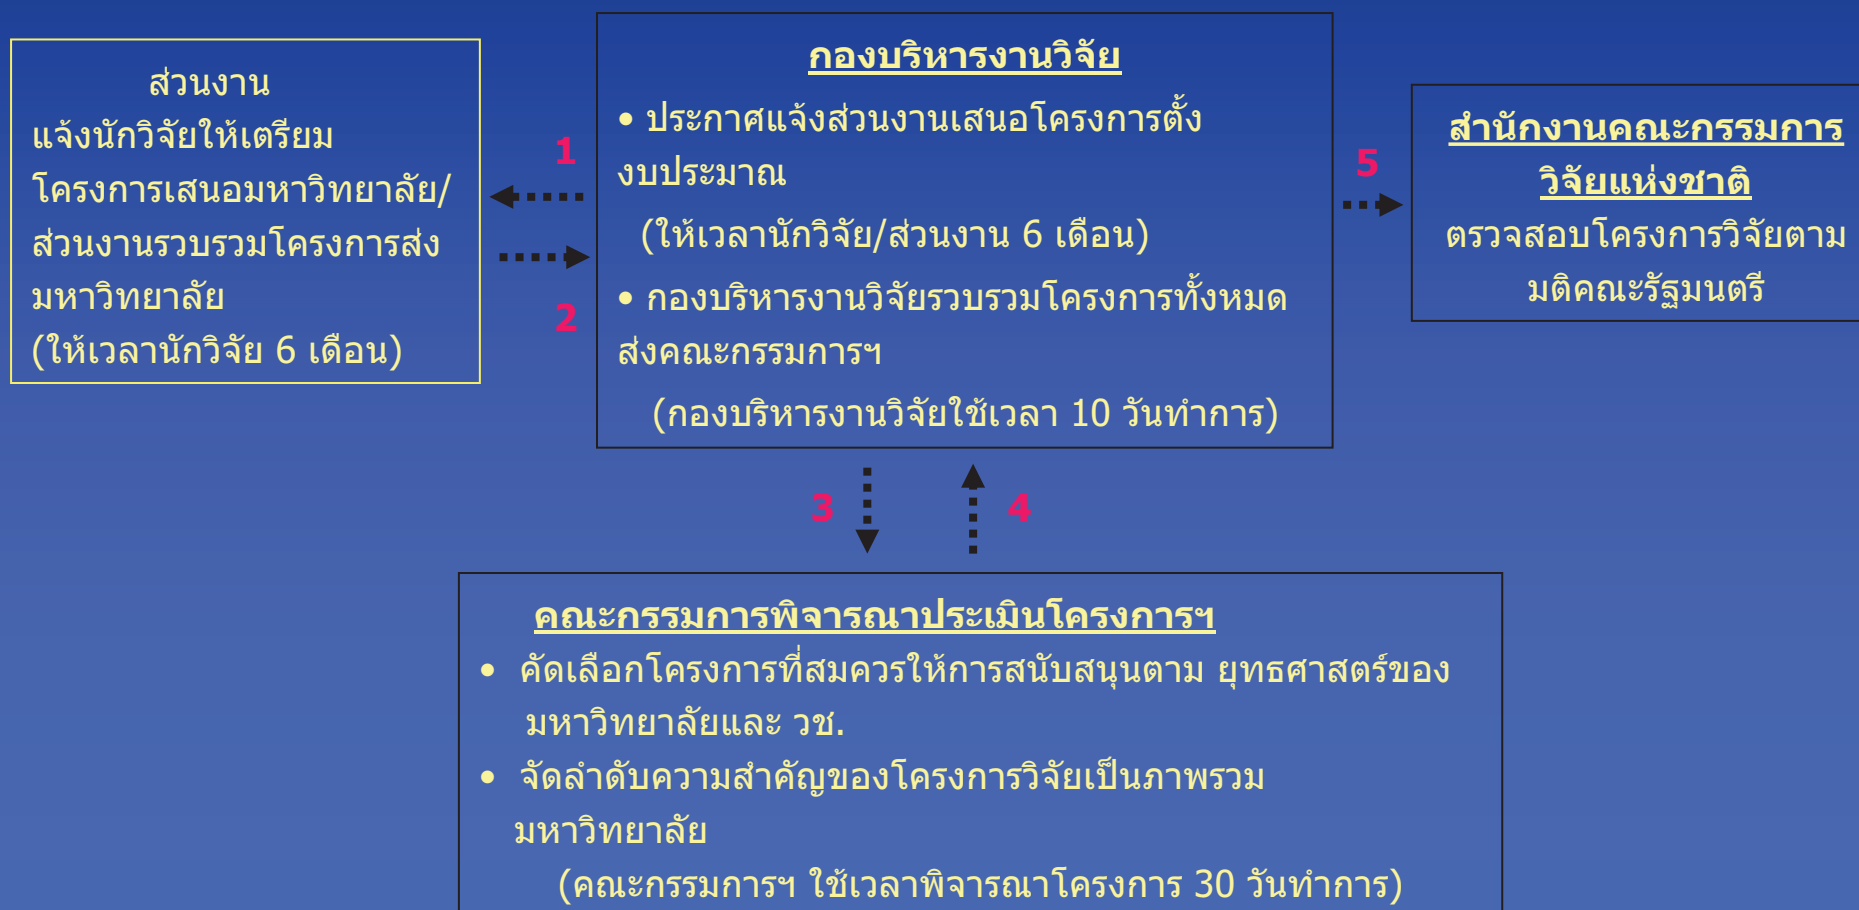 ส่วนงาน
แจ้งนักวิจัยให้เตรียม
โครงการเสนอมหาวิทยาลัย/
ส่วนงานรวบรวมโครงการส่ง
มหาวิทยาลัย
(ให้เวลานักวิจัย 6 เดือน)
1
2
กองบริหารงานวิจัย
• ประกาศแจ้งส่วนงานเสนอโครงการตั้ง
งบประมาณ
(ให้เวลานักวิจัย/ส่วนงาน 6 เดือน)
• กองบริหารงานวิจัยรวบรวมโครงการทั้งหมด
ส่งคณะกรรมการฯ
(กองบริหารงานวิจัยใช้เวลา 10 วันทำการ)
5
สำนักงานคณะกรรมการ
วิจัยแห่งชาติ
ตรวจสอบโครงการวิจัยตาม
มติคณะรัฐมนตรี
3
4
คณะกรรมการพิจารณาประเมินโครงการฯ
• คัดเลือกโครงการที่สมควรให้การสนับสนุนตาม ยุทธศาสตร์ของ
มหาวิทยาลัยและ วช.
• จัดลำดับความสำคัญของโครงการวิจัยเป็นภาพรวม
มหาวิทยาลัย
(คณะกรรมการฯ ใช้เวลาพิจารณาโครงการ 30 วันทำการ)